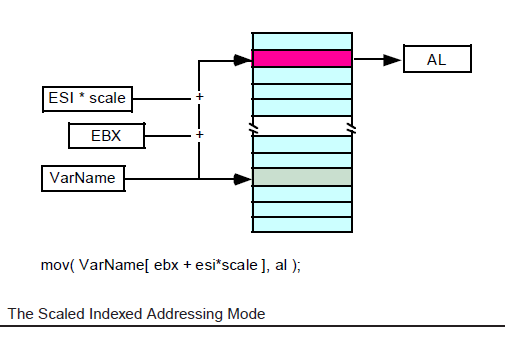 AL
ESI * scale
+
EBX
+
VarName
mov( VarName[ ebx + esi*scale ], al );
The Scaled Indexed Addressing Mode